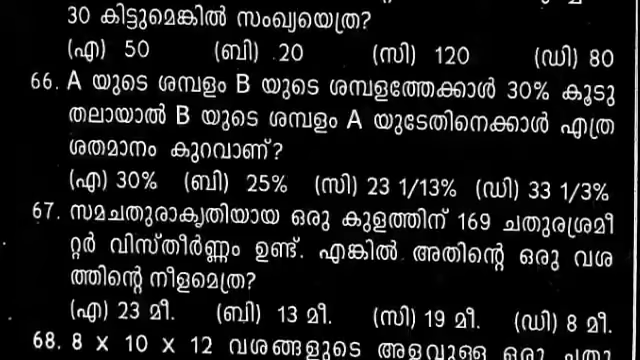 30 കിട്ടുമെങ്കിൽ സംഖ്യയെത്ര?
(എ) 50 (ബി) 20 (സി) 120 (ഡി) 80
66. A യുടെ ശമ്പളം B യുടെ ശമ്പളത്തേക്കാൾ 30% കൂടു
തലായാൽ B യുടെ ശമ്പളം A യുടേതിനെക്കാൾ എത്ര
ശതമാനം കുറവാണ്?
(എ) 30% (ബി) 25% (സി) 23 1/13% (ഡി) 33 1/3%
67. സമചതുരാകൃതിയായ ഒരു കുളത്തിന് 169 ചതുരശ്രമീ
റ്റർ വിസ്തീർണ്ണം ഉണ്ട്. എങ്കിൽ അതിന്റെ ഒരു വശ
ത്തിന്റെ നീളമെത്ര?
(എ) 23 മീ. (ബി) 13 മീ. (സി) 19 മീ. (ഡി) 8 മീ.
68. 8 x 10 x 12 വശങ്ങളുടെ അളവുള്ള ഒരു